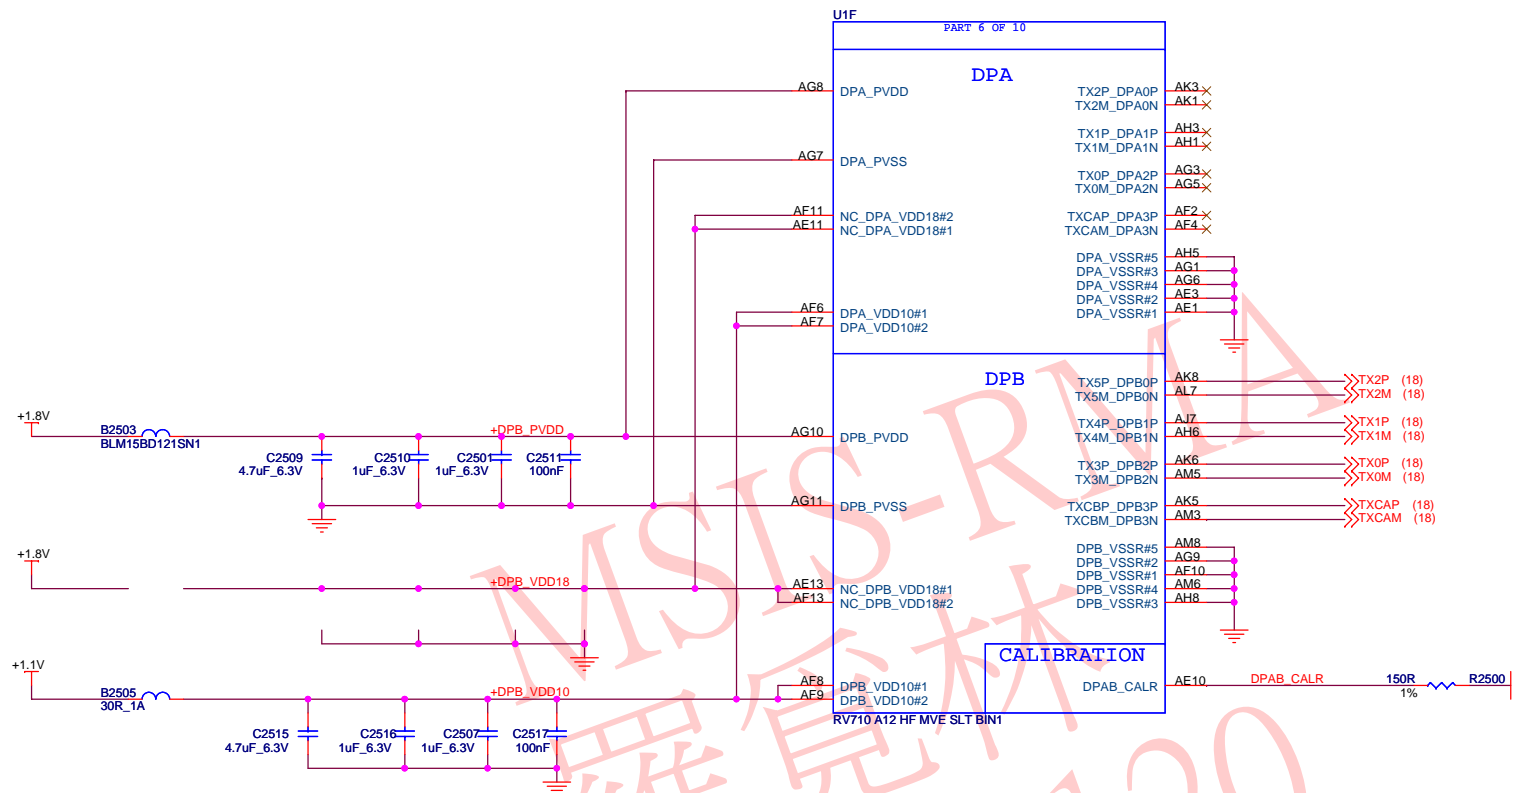 U1F
PART 6 OF 10
DPA
AG8 DPA_PVDD
AG7 DPA_PVSS
AF11 NC_DPA_VDD18#2
AE11 NC_DPA_VDD18#1
AF6 DPA_VDD10#1
AF7 DPA_VDD10#2
TX2P_DPA0P AK3
TX2M_DPA0N AK1
TX1P_DPA1P AH3
TX1M_DPA1N AH1
TX0P_DPA2P AG3
TX0M_DPA2N AG5
TXCAP_DPA3P AF2
TXCAM_DPA3N AF4
DPA_VSSR#5 AH5
DPA_VSSR#3 AG1
DPA_VSSR#4 AG6
DPA_VSSR#2 AE3
DPA_VSSR#1 AE1
DPB
TX5P_DPB0P AK8 TX2P (18)
TX5M_DPB0N AL7 TX2M (18)
TX4P_DPB1P AJ7 TX1P (18)
TX4M_DPB1N AH6 TX1M (18)
TX3P_DPB2P AK6 TX0P (18)
TX3M_DPB2N AM5 TX0M (18)
TXCBP_DPB3P AK5 TXCAP (18)
TXCBM_DPB3N AM3 TXCAM (18)
DPB_VSSR#5 AM8
DPB_VSSR#2 AG9
DPB_VSSR#1 AF10
DPB_VSSR#4 AM6
DPB_VSSR#3 AH8
+1.8V
B2503
BLM15BD121SN1
+DPB_PVDD
AG10 DPB_PVDD
C2509
4.7uF_6.3V
C2510
1uF_6.3V
C2501
1uF_6.3V
C2511
100nF
AG11 DPB_PVSS
+1.8V
+DPB_VDD18
AE13 NC_DPB_VDD18#1
AF13 NC_DPB_VDD18#2
+1.1V
B2505
30R_1A
+DPB_VDD10
AF8 DPB_VDD10#1
AF9 DPB_VDD10#2
C2515
4.7uF_6.3V
C2516
1uF_6.3V
C2507
1uF_6.3V
C2517
100nF
CALIBRATION
DPAB_CALR AE10 DPAB_CALR 150R R2500
1%
RV710 A12 HF MVE SLT BIN1
MSIS-RMA
羅覓林